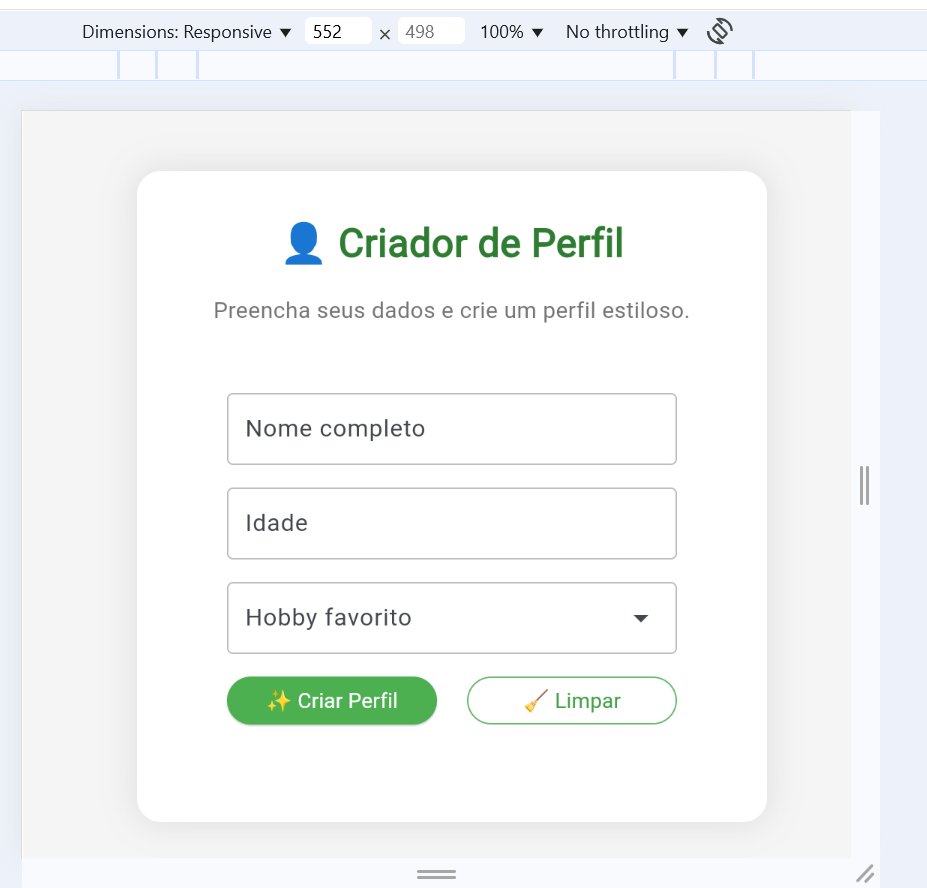 Dimensions: Responsive ▼ 552 × 498 100% ▼ No throttling ▼
👤 Criador de Perfil
Preencha seus dados e crie um perfil estiloso.
Nome completo
Idade
Hobby favorito
✨ Criar Perfil 🧹 Limpar